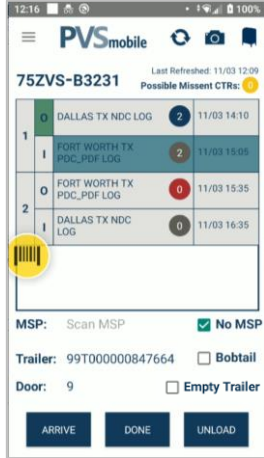 12:16 100%
PVSmobile
75ZVS-B3231
Last Refreshed: 11/03 12:09
Possible Missent CTRs: 0
1
O DALLAS TX NDC LOG 2 11/03 14:10
I FORT WORTH TX PDC_PDF LOG 2 11/03 15:05
2
O FORT WORTH TX PDC_PDF LOG 0 11/03 15:35
I DALLAS TX NDC LOG 0 11/03 16:35
MSP: Scan MSP No MSP
Trailer: 99T000000847664 Bobtail
Door: 9 Empty Trailer
ARRIVE DONE UNLOAD